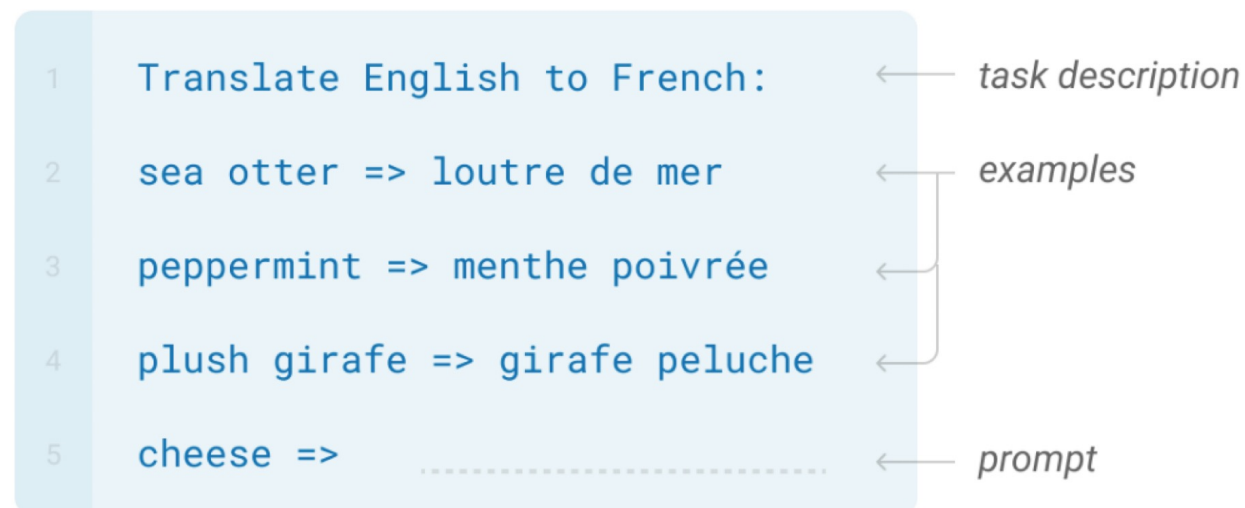 1 Translate English to French: task description
2 sea otter => loutre de mer examples
3 peppermint => menthe poivrée
4 plush girafe => girafe peluche
5 cheese => prompt